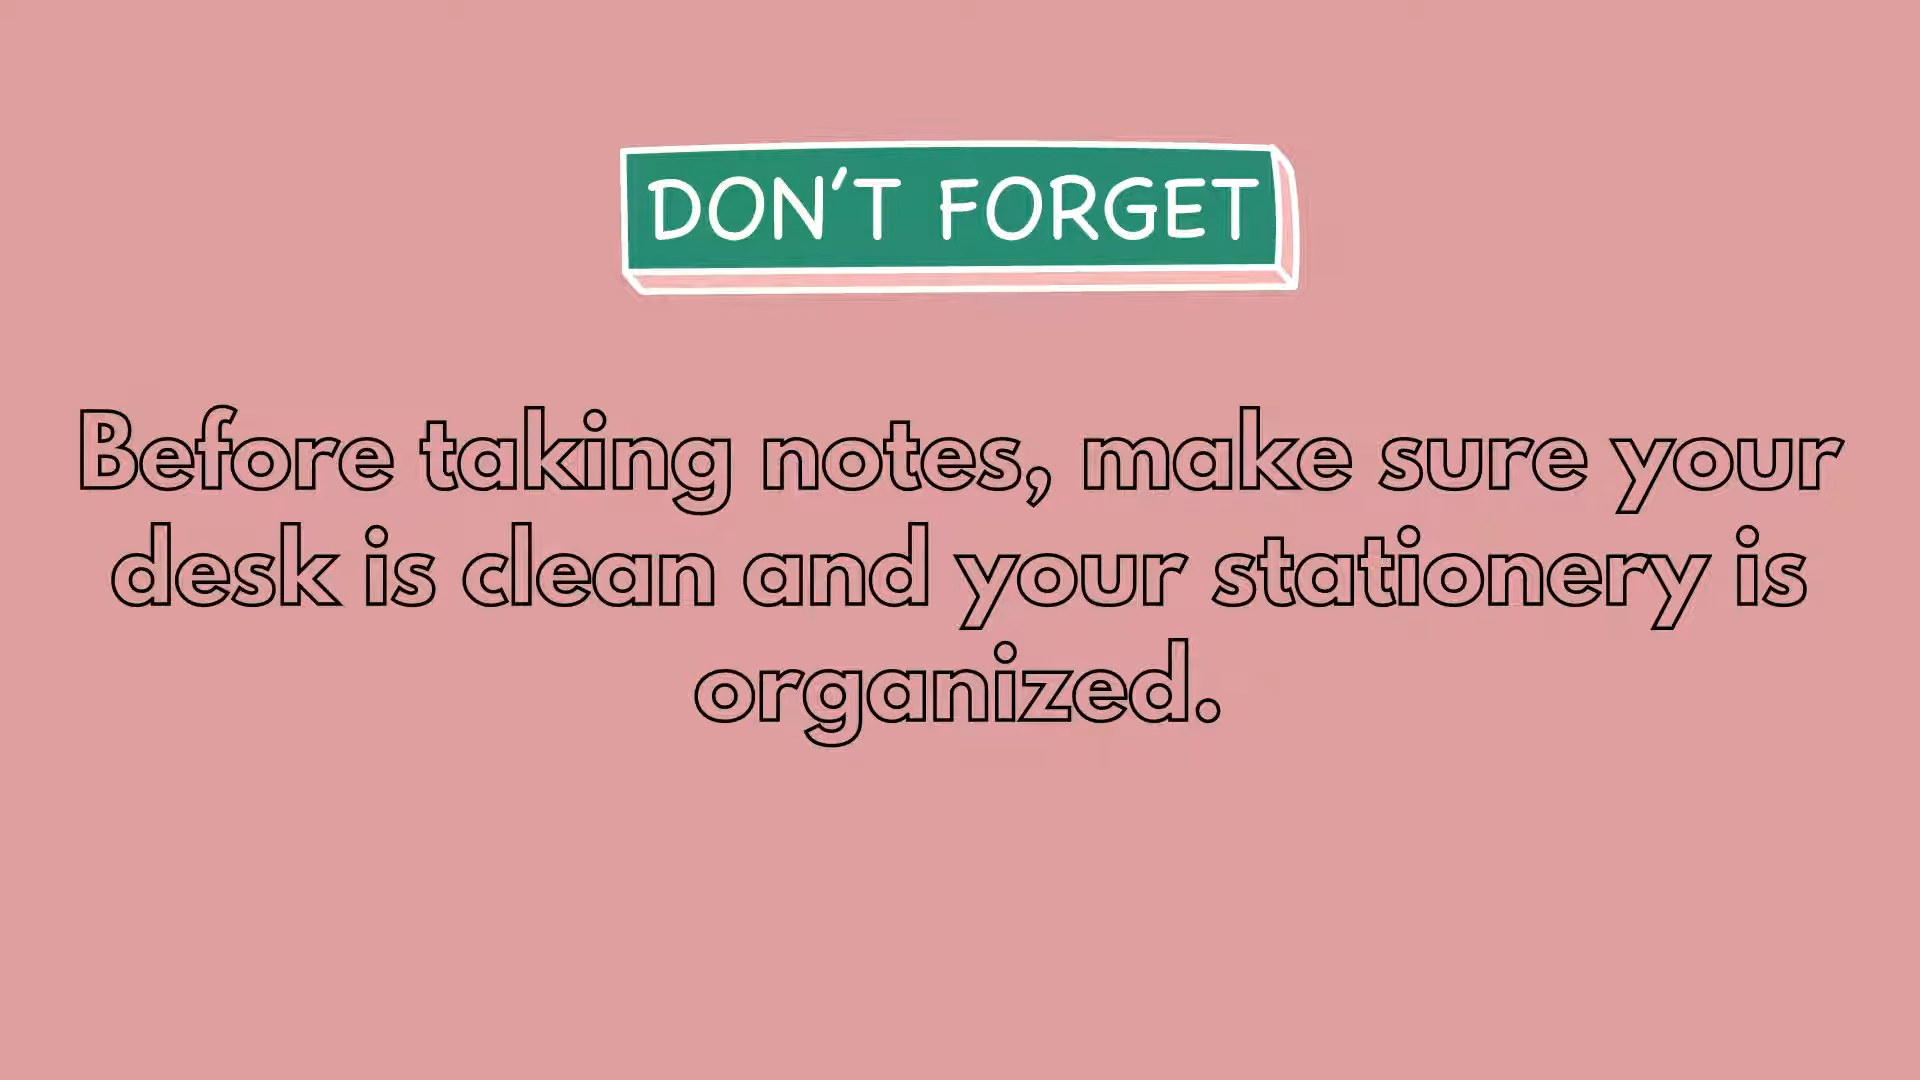 DON'T FORGET
Before taking notes, make sure your
desk is clean and your stationery is
organized.